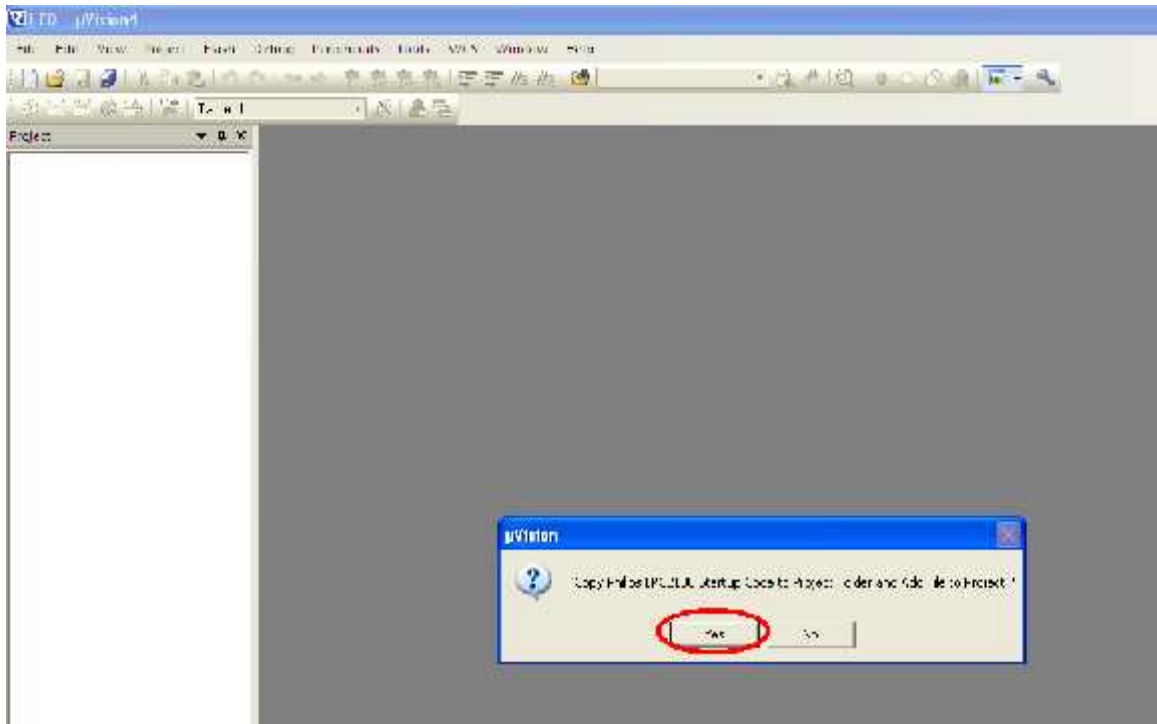 LED - µVision4
File Edit View Project Flash Debug Peripherals Tools SVCS Window Help
Project
µVision
Copy Philips Startup Code to Project Folder and Add File to Project ?
Yes No